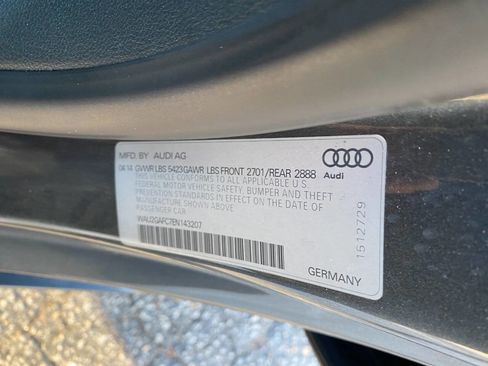 MFD. BY AUDI AG
04 14 GVWR LBS 5423GAWR LBS FRONT 2701/REAR 2888
THIS VEHICLE CONFORMS TO ALL APPLICABLE U.S.
FEDERAL MOTOR VEHICLE SAFETY, BUMPER AND THEFT
PREVENTION STANDARDS IN EFFECT ON THE DATE OF
MANUFACTURE SHOWN ABOVE.
PASSENGER CAR
WAU2GAFC7EN143207
Audi
1512729
GERMANY